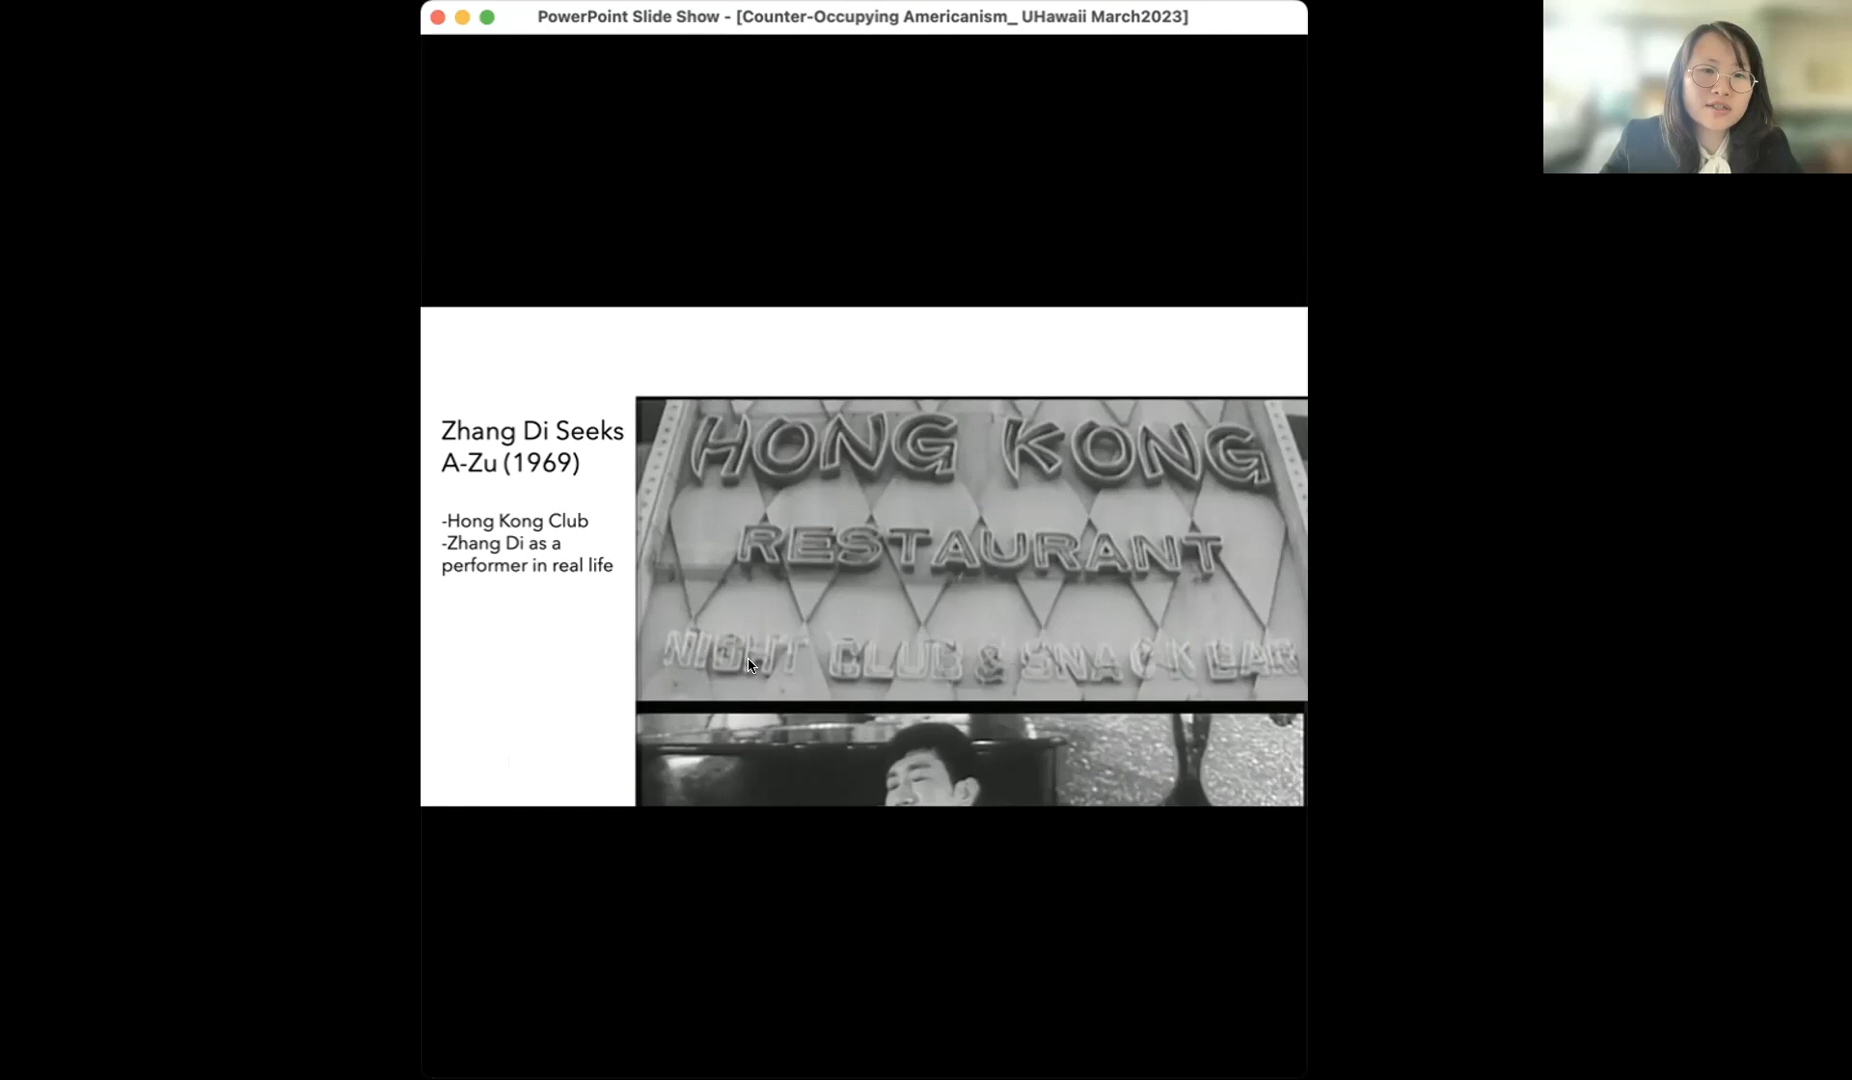 PowerPoint Slide Show - [Counter-Occupying Americanism_ UHawaii March2023]
Zhang Di Seeks
A-Zu (1969)
-Hong Kong Club
-Zhang Di as a
performer in real life
HONG KONG
RESTAURANT
NIGHT CLUB & SNACK BAR